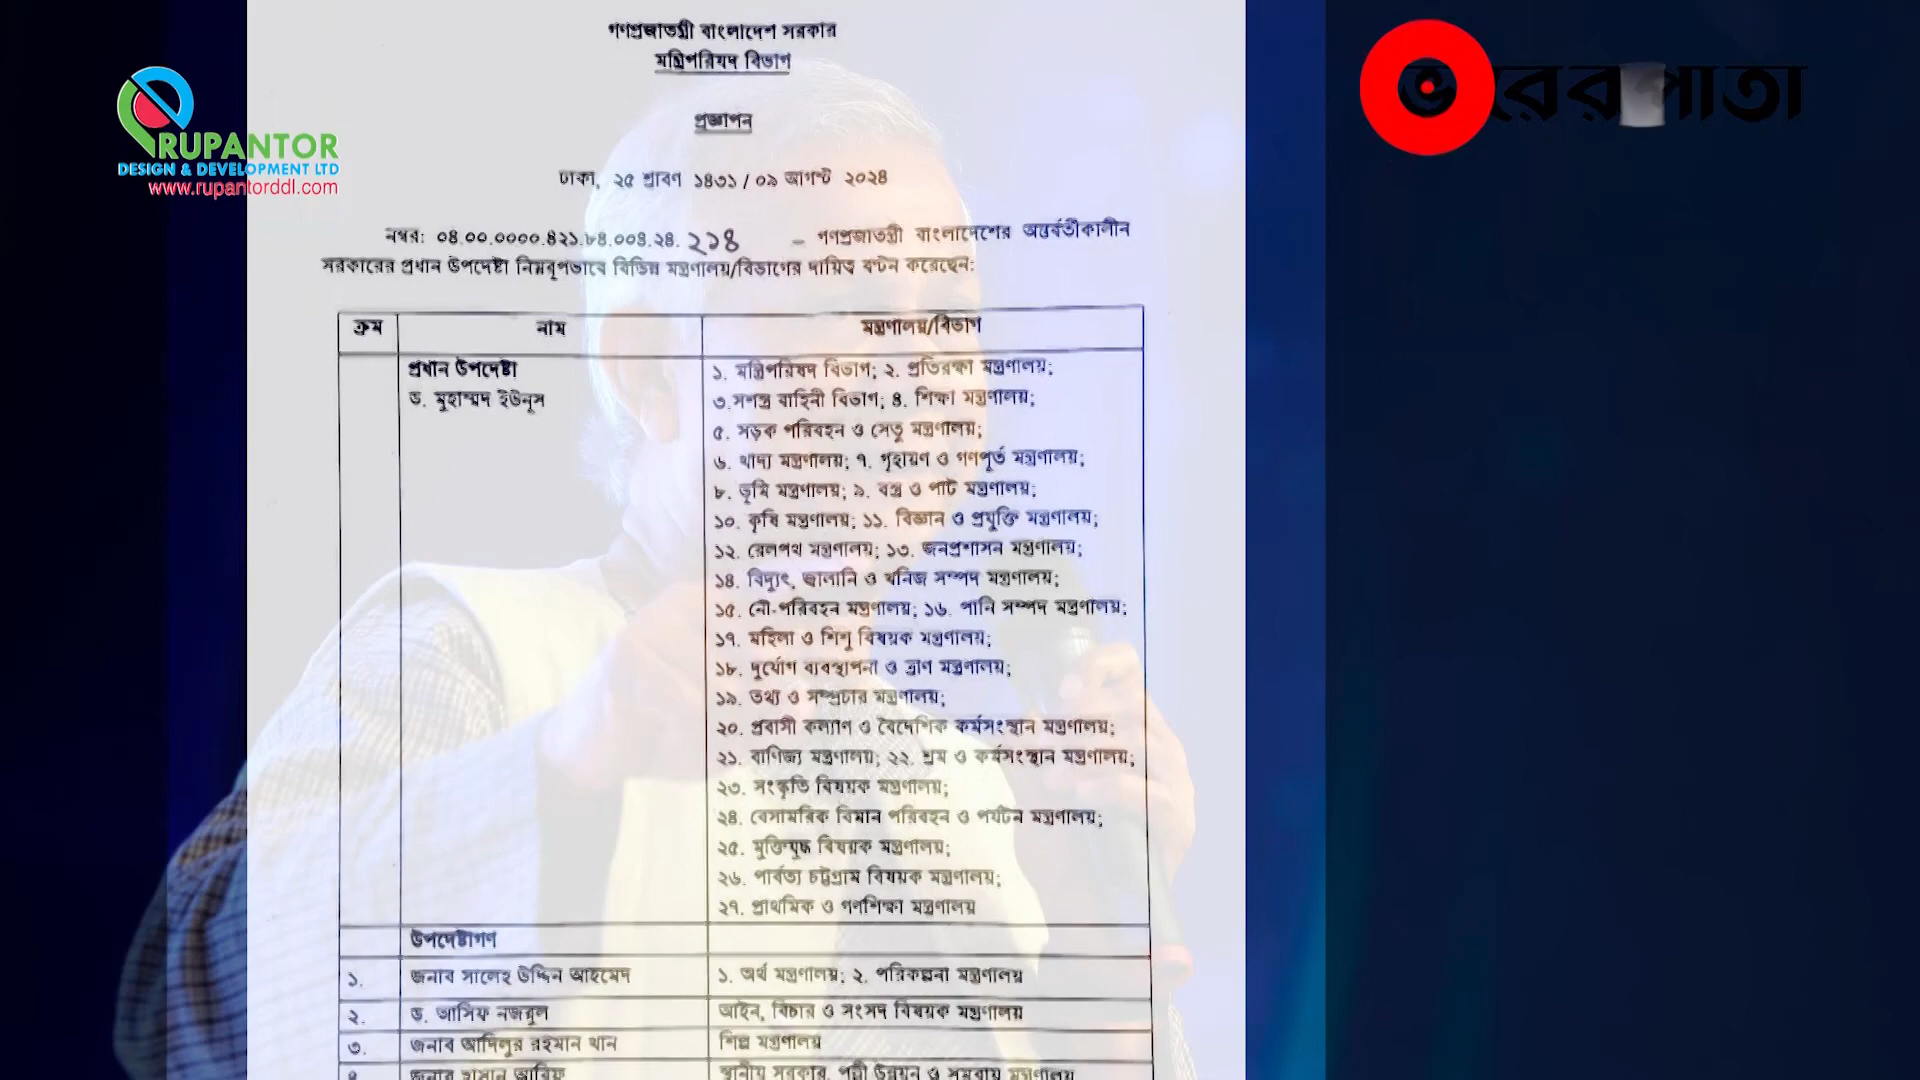 RUPANTOR
DESIGN & DEVELOPMENT LTD
www.rupantorddl.com
ভোরের পাতা
গণপ্রজাতন্ত্রী বাংলাদেশ সরকার
মন্ত্রিপরিষদ বিভাগ
প্রজ্ঞাপন
ঢাকা, ২৫ শ্রাবণ ১৪৩১ / ০৯ আগস্ট ২০২৪
নম্বর: ০৪.০০.০০০০.৪২১.৮৪.০০৪.২৪.২১৪ – গণপ্রজাতন্ত্রী বাংলাদেশের অন্তর্বর্তীকালীন
সরকারের প্রধান উপদেষ্টা নিম্নরূপভাবে বিভিন্ন মন্ত্রণালয়/বিভাগের দায়িত্ব বণ্টন করেছেন:
ক্রম নাম মন্ত্রণালয়/বিভাগ
প্রধান উপদেষ্টা
ড. মুহাম্মদ ইউনূস
১. মন্ত্রিপরিষদ বিভাগ; ২. প্রতিরক্ষা মন্ত্রণালয়;
৩.সশস্ত্র বাহিনী বিভাগ; ৪. শিক্ষা মন্ত্রণালয়;
৫. সড়ক পরিবহন ও সেতু মন্ত্রণালয়;
৬. খাদ্য মন্ত্রণালয়; ৭. গৃহায়ণ ও গণপূর্ত মন্ত্রণালয়;
৮. ভূমি মন্ত্রণালয়; ৯. বস্ত্র ও পাট মন্ত্রণালয়;
১০. কৃষি মন্ত্রণালয়; ১১. বিজ্ঞান ও প্রযুক্তি মন্ত্রণালয়;
১২. রেলপথ মন্ত্রণালয়; ১৩. জনপ্রশাসন মন্ত্রণালয়;
১৪. বিদ্যুৎ, জ্বালানি ও খনিজ সম্পদ মন্ত্রণালয়;
১৫. নৌ-পরিবহন মন্ত্রণালয়; ১৬. পানি সম্পদ মন্ত্রণালয়;
১৭. মহিলা ও শিশু বিষয়ক মন্ত্রণালয়;
১৮. দুর্যোগ ব্যবস্থাপনা ও ত্রাণ মন্ত্রণালয়;
১৯. তথ্য ও সম্প্রচার মন্ত্রণালয়;
২০. প্রবাসী কল্যাণ ও বৈদেশিক কর্মসংস্থান মন্ত্রণালয়;
২১. বাণিজ্য মন্ত্রণালয়; ২২. শ্রম ও কর্মসংস্থান মন্ত্রণালয়;
২৩. সংস্কৃতি বিষয়ক মন্ত্রণালয়;
২৪. বেসামরিক বিমান পরিবহন ও পর্যটন মন্ত্রণালয়;
২৫. মুক্তিযুদ্ধ বিষয়ক মন্ত্রণালয়;
২৬. পার্বত্য চট্টগ্রাম বিষয়ক মন্ত্রণালয়;
২৭. প্রাথমিক ও গণশিক্ষা মন্ত্রণালয়
উপদেষ্টাগণ
১. জনাব সালেহ উদ্দিন আহমেদ ১. অর্থ মন্ত্রণালয়; ২. পরিকল্পনা মন্ত্রণালয়
২. ড. আসিফ নজরুল আইন, বিচার ও সংসদ বিষয়ক মন্ত্রণালয়
৩. জনাব আদিলুর রহমান খান শিল্প মন্ত্রণালয়
৪. জনাব হাসান আরিফ স্থানীয় সরকার, পল্লী উন্নয়ন ও সমবায় মন্ত্রণালয়